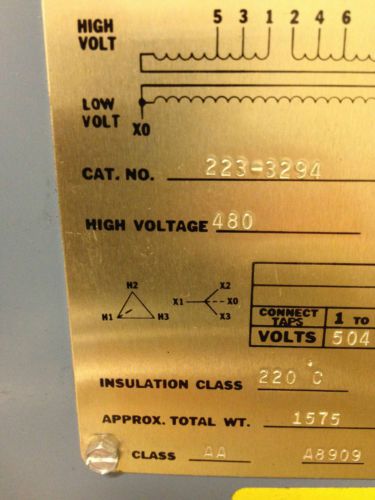 HIGH VOLT 5 3 1 2 4 6
LOW VOLT X0
CAT. NO. 223-3294
HIGH VOLTAGE 480
H2
H1 H3
X2
X1 X0
X3
CONNECT TAPS 1 TO
VOLTS 504
INSULATION CLASS 220 °C
APPROX. TOTAL WT. 1575
CLASS AA A8909